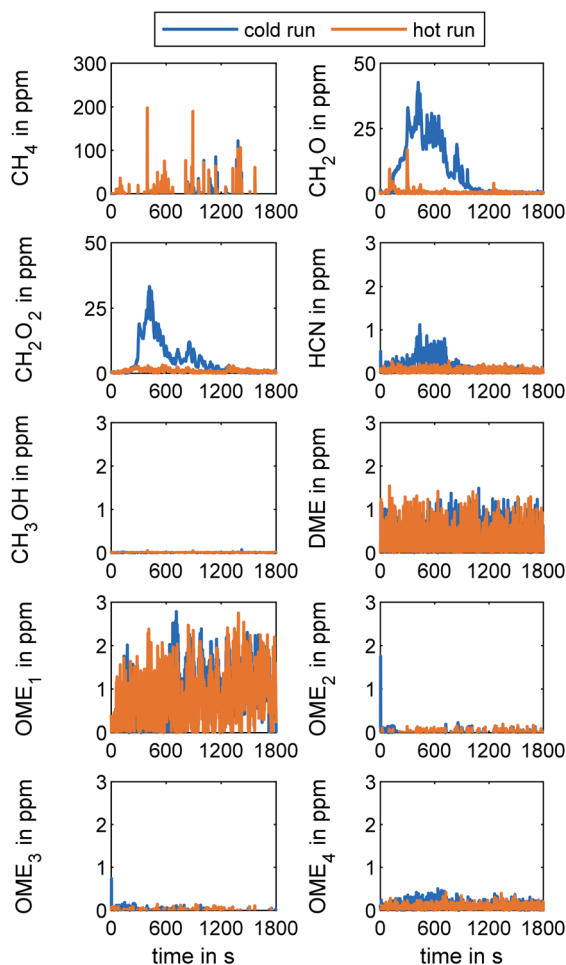 cold run hot run
CH4 in ppm
300
200
100
0
0 600 1200 1800
CH2O in ppm
50
25
0
0 600 1200 1800
CH2O2 in ppm
50
25
0
0 600 1200 1800
HCN in ppm
3
2
1
0
0 600 1200 1800
CH3OH in ppm
3
2
1
0
0 600 1200 1800
DME in ppm
3
2
1
0
0 600 1200 1800
OME1 in ppm
3
2
1
0
0 600 1200 1800
OME2 in ppm
3
2
1
0
0 600 1200 1800
OME3 in ppm
3
2
1
0
0 600 1200 1800
time in s
OME4 in ppm
3
2
1
0
0 600 1200 1800
time in s